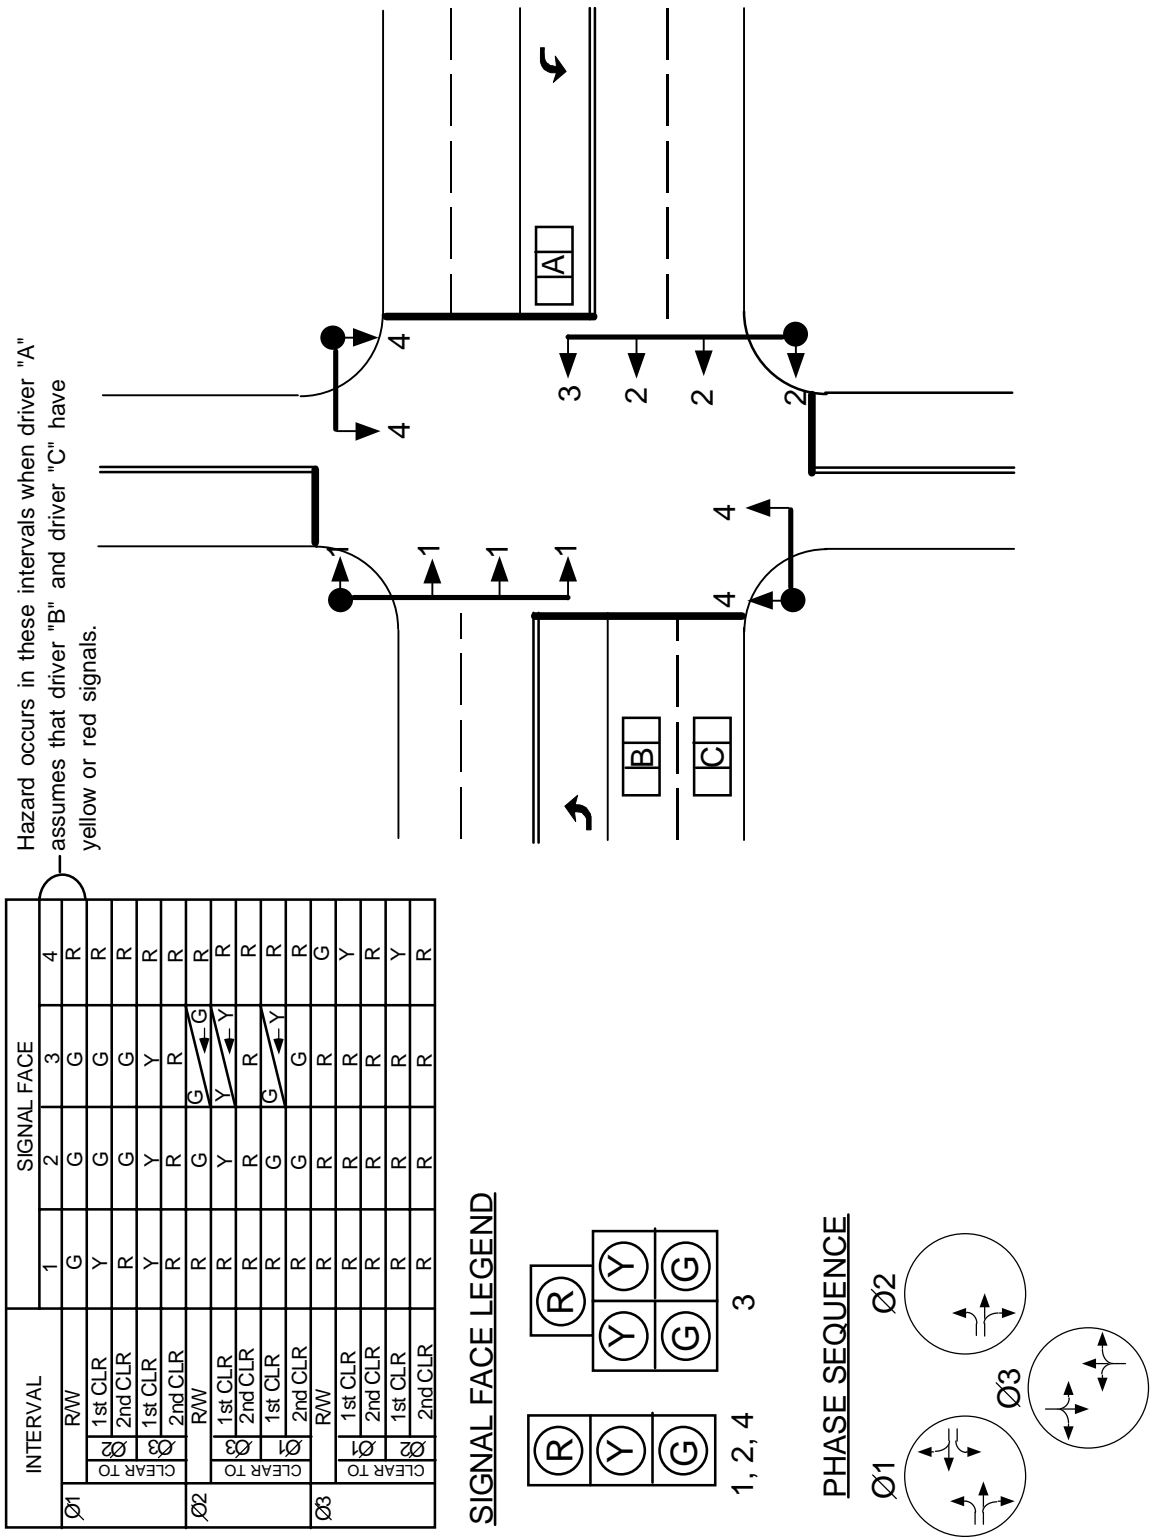 INTERVAL SIGNAL FACE
1 2 3 4
Ø1 R/W G G G R
CLEAR TO Ø2 1st CLR Y G G R
2nd CLR R G G R
Ø3 1st CLR Y Y Y R
2nd CLR R R R R
Ø2 R/W R G G ←G R
CLEAR TO Ø3 1st CLR R Y Y ←Y R
2nd CLR R R R R
Ø1 1st CLR R G G ←Y R
2nd CLR R G G R
Ø3 R/W R R R G
CLEAR TO Ø1 1st CLR R R R Y
2nd CLR R R R R
Ø2 1st CLR R R R Y
2nd CLR R R R R
Hazard occurs in these intervals when driver "A"
assumes that driver "B" and driver "C" have
yellow or red signals.
SIGNAL FACE LEGEND
R
Y
G
1, 2, 4
R
Y Y
G G
3
PHASE SEQUENCE
Ø1
Ø2
Ø3
1
1
1
1
4
4
A
3
2
2
2
B
C
4
4